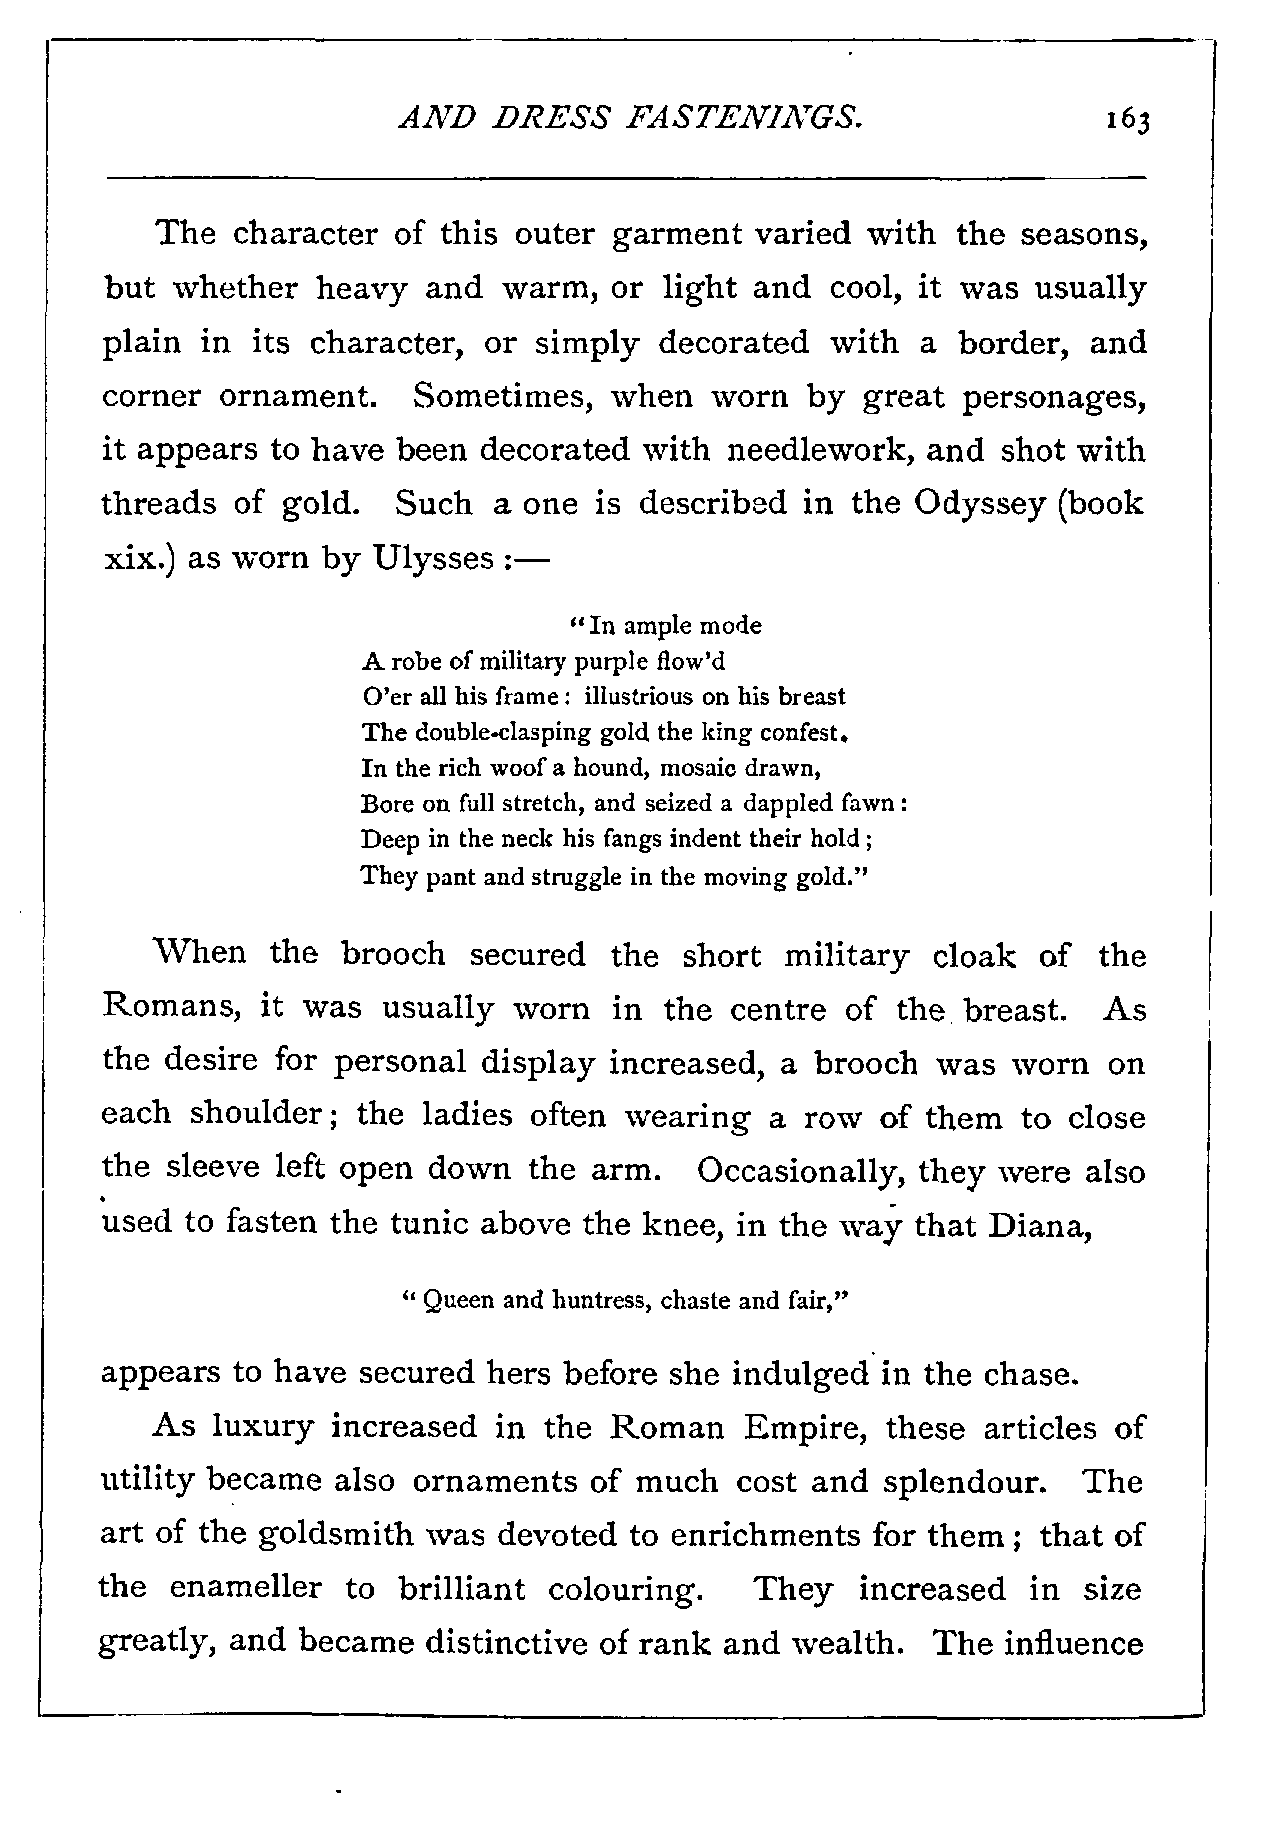 AND DRESS FASTENINGS. 163
The character of this outer garment varied with the seasons,
but whether heavy and warm, or light and cool, it was usually
plain in its character, or simply decorated with a border, and
corner ornament. Sometimes, when worn by great personages,
it appears to have been decorated with needlework, and shot with
threads of gold. Such a one is described in the Odyssey (book
xix.) as worn by Ulysses :—
“In ample mode
A robe of military purple flow’d
O’er all his frame : illustrious on his breast
The double-clasping gold the king confest.
In the rich woof a hound, mosaic drawn,
Bore on full stretch, and seized a dappled fawn :
Deep in the neck his fangs indent their hold ;
They pant and struggle in the moving gold.”
When the brooch secured the short military cloak of the
Romans, it was usually worn in the centre of the breast. As
the desire for personal display increased, a brooch was worn on
each shoulder ; the ladies often wearing a row of them to close
the sleeve left open down the arm. Occasionally, they were also
used to fasten the tunic above the knee, in the way that Diana,
“ Queen and huntress, chaste and fair,”
appears to have secured hers before she indulged in the chase.
As luxury increased in the Roman Empire, these articles of
utility became also ornaments of much cost and splendour. The
art of the goldsmith was devoted to enrichments for them ; that of
the enameller to brilliant colouring. They increased in size
greatly, and became distinctive of rank and wealth. The influence